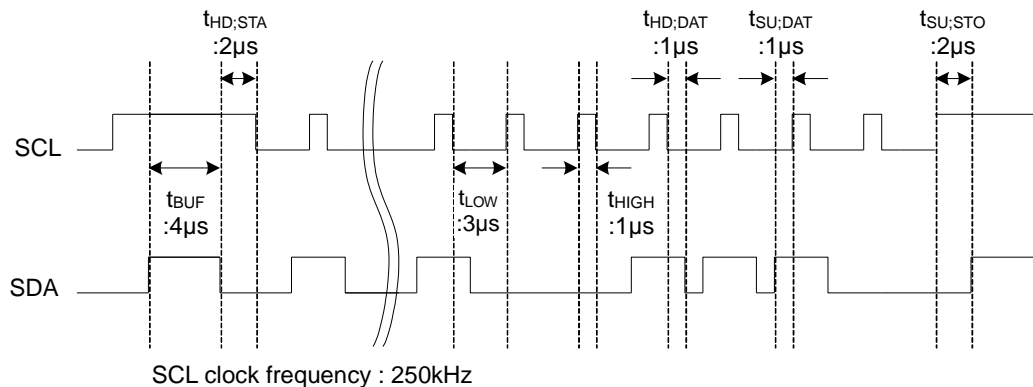 tHD;STA
:2µs
tHD;DAT
:1µs
tSU;DAT
:1µs
tSU;STO
:2µs
SCL
tBUF
:4µs
tLOW
:3µs
tHIGH
:1µs
SDA
SCL clock frequency : 250kHz